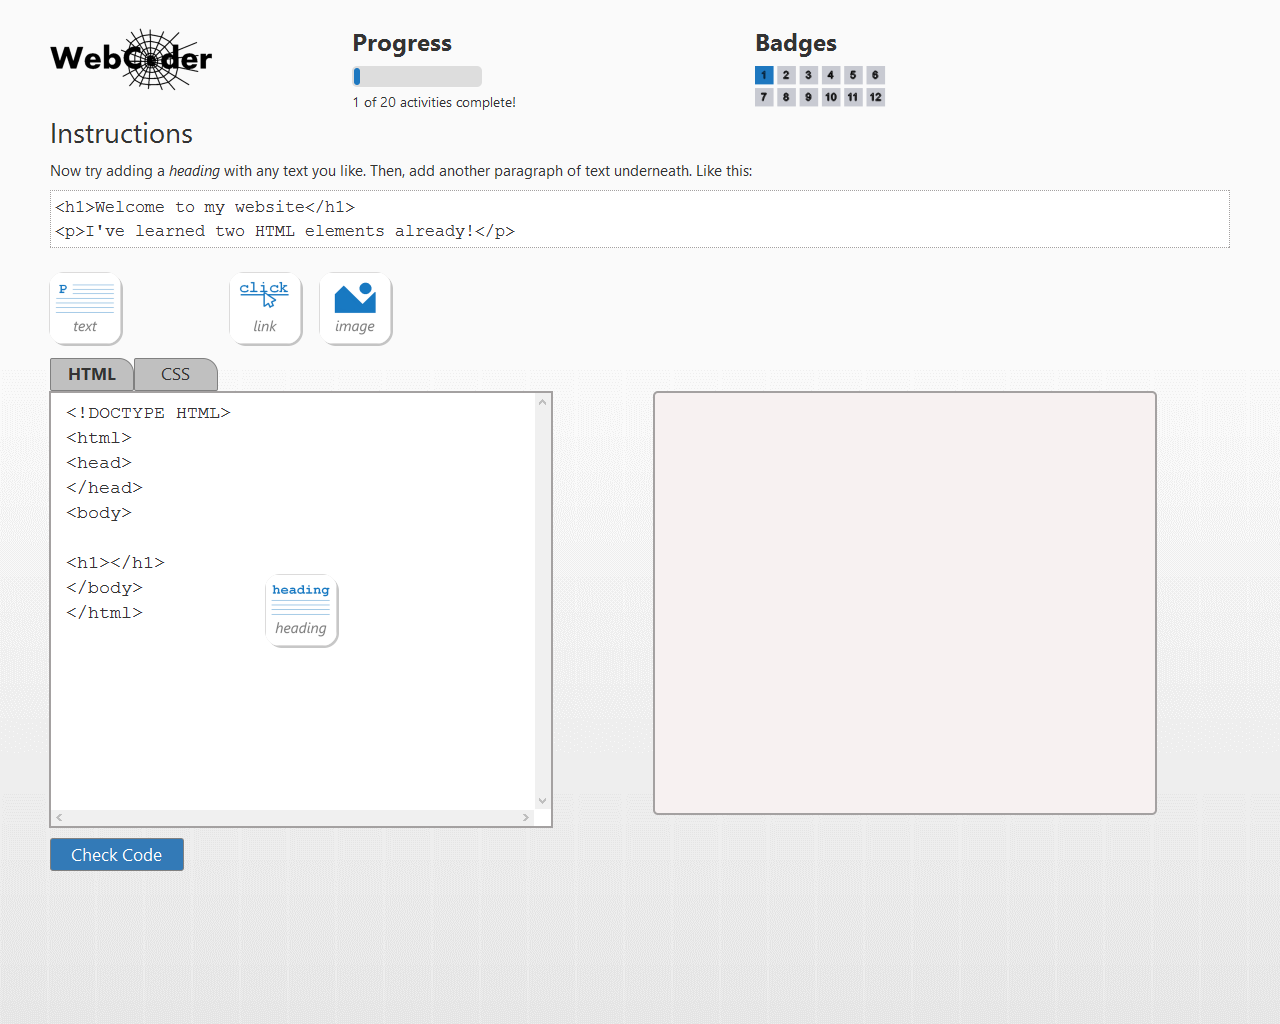 WebCoder
Progress
1 of 20 activities complete!
Badges
1 2 3 4 5 6
7 8 9 10 11 12
Instructions
Now try adding a heading with any text you like. Then, add another paragraph of text underneath. Like this:
<h1>Welcome to my website</h1>
<p>I've learned two HTML elements already!</p>
P
text
click
link
image
HTML CSS
<!DOCTYPE HTML>
<html>
<head>
</head>
<body>
<h1></h1>
</body>
</html>
heading
heading
Check Code